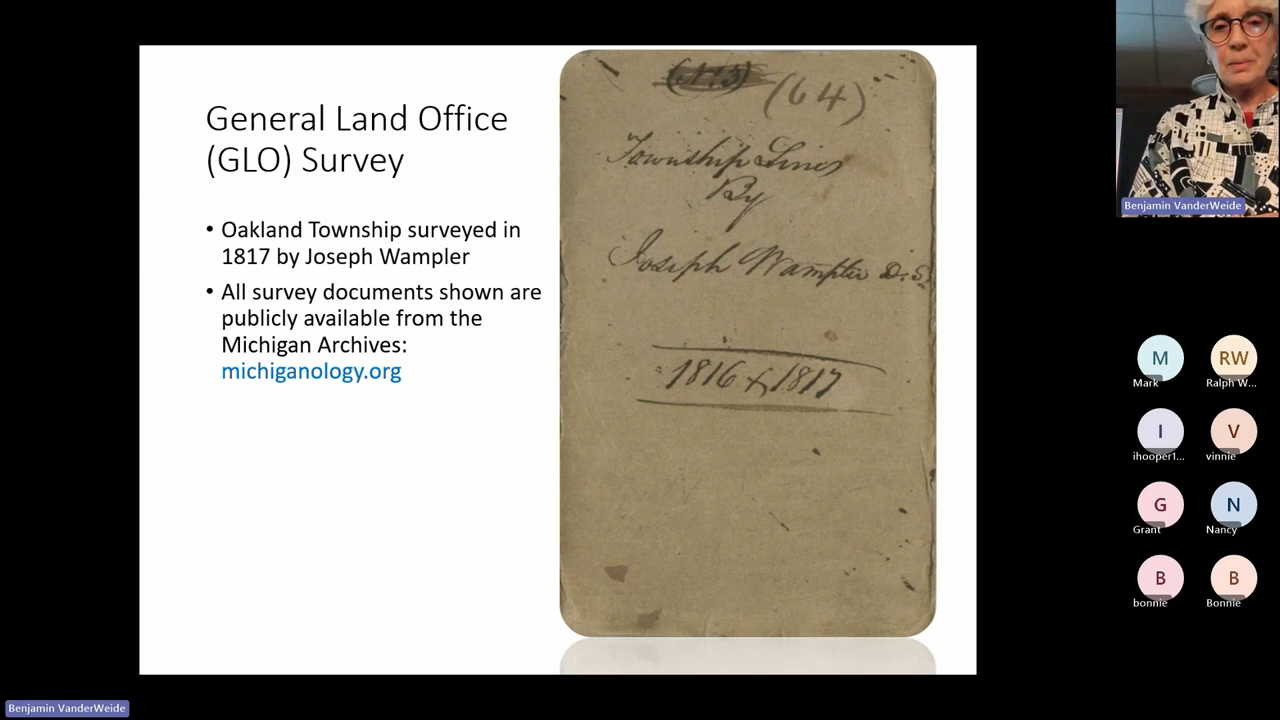 General Land Office
(GLO) Survey
• Oakland Township surveyed in
1817 by Joseph Wampler
• All survey documents shown are
publicly available from the
Michigan Archives:
michiganology.org
(64)
Township Lines
By
Joseph Wampler D.S.
1816 & 1817
Benjamin VanderWeide
M
Mark
RW
Ralph W...
I
ihooper1...
V
vinnie
G
Grant
N
Nancy
B
bonnie
B
Bonnie
Benjamin VanderWeide